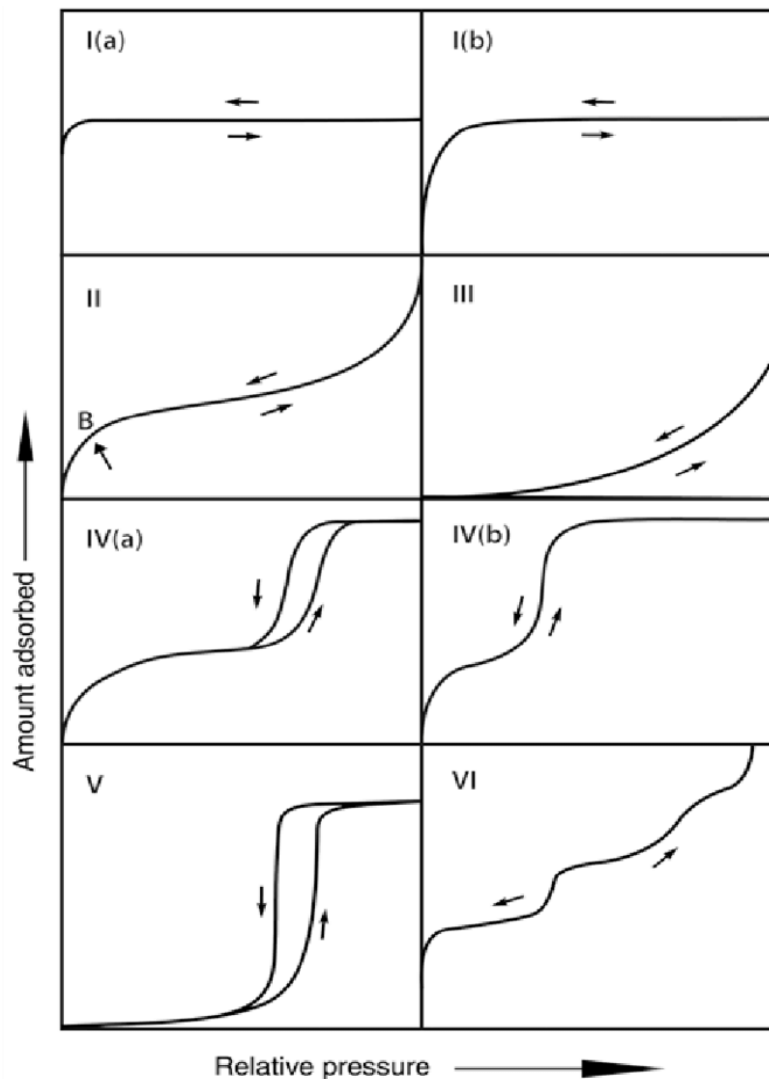 I(a)
I(b)
II
III
B
IV(a)
IV(b)
V
VI
Amount adsorbed
Relative pressure